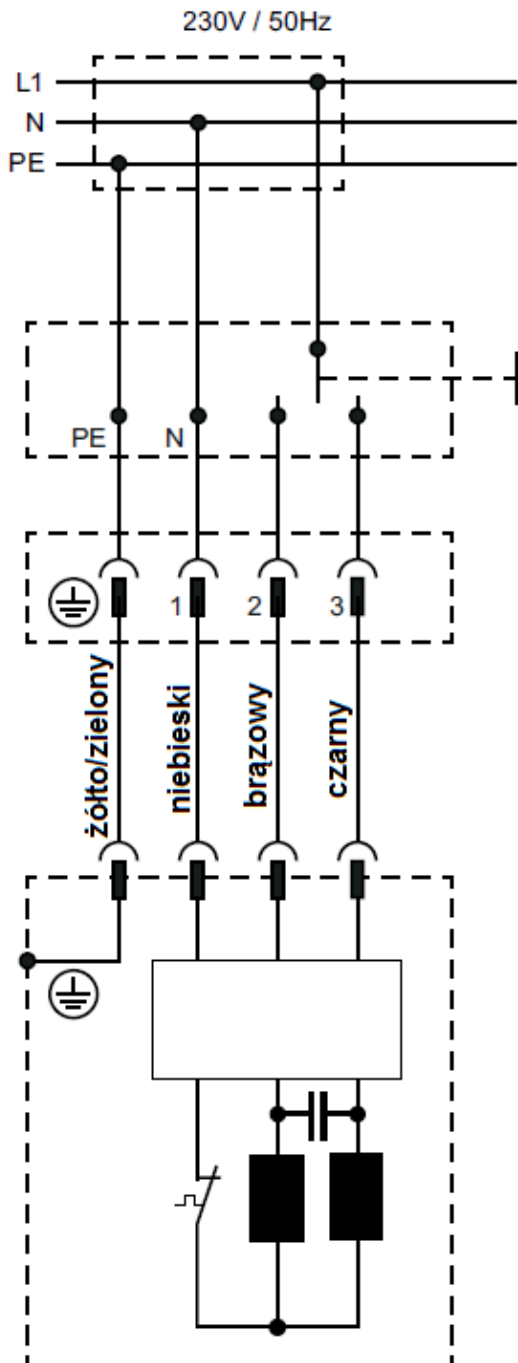 230V / 50Hz
L1
N
PE
PE N
1 2 3
żółto/zielony
niebieski
brązowy
czarny